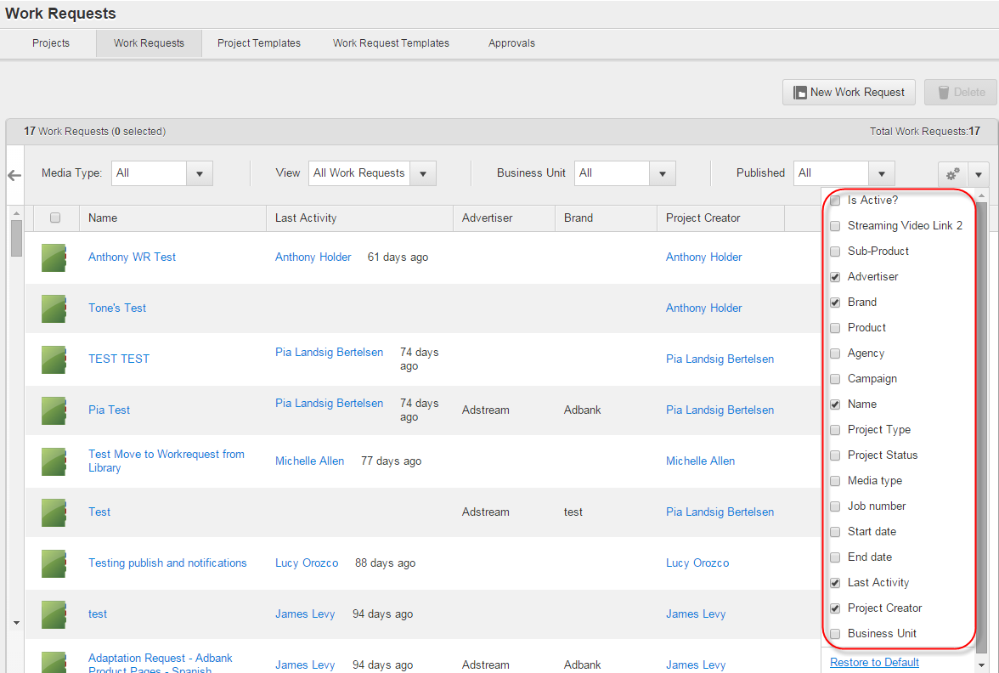 Work Requests
Projects Work Requests Project Templates Work Request Templates Approvals
New Work Request Delete
17 Work Requests (0 selected) Total Work Requests:17
Media Type: All View All Work Requests Business Unit All Published All
Name Last Activity Advertiser Brand Project Creator
Anthony WR Test Anthony Holder 61 days ago Anthony Holder
Tone's Test Anthony Holder
TEST TEST Pia Landsig Bertelsen 74 days
ago Pia Landsig Bertelsen
Pia Test Pia Landsig Bertelsen 74 days
ago Adstream Adbank Pia Landsig Bertelsen
Test Move to Workrequest from
Library Michelle Allen 77 days ago Michelle Allen
Test Adstream test Pia Landsig Bertelsen
Testing publish and notifications Lucy Orozco 88 days ago Lucy Orozco
test James Levy 94 days ago James Levy
Adaptation Request - Adbank
Product Pages - Spanish James Levy 94 days ago Adstream Adbank James Levy
Is Active?
Streaming Video Link 2
Sub-Product
Advertiser
Brand
Product
Agency
Campaign
Name
Project Type
Project Status
Media type
Job number
Start date
End date
Last Activity
Project Creator
Business Unit
Restore to Default